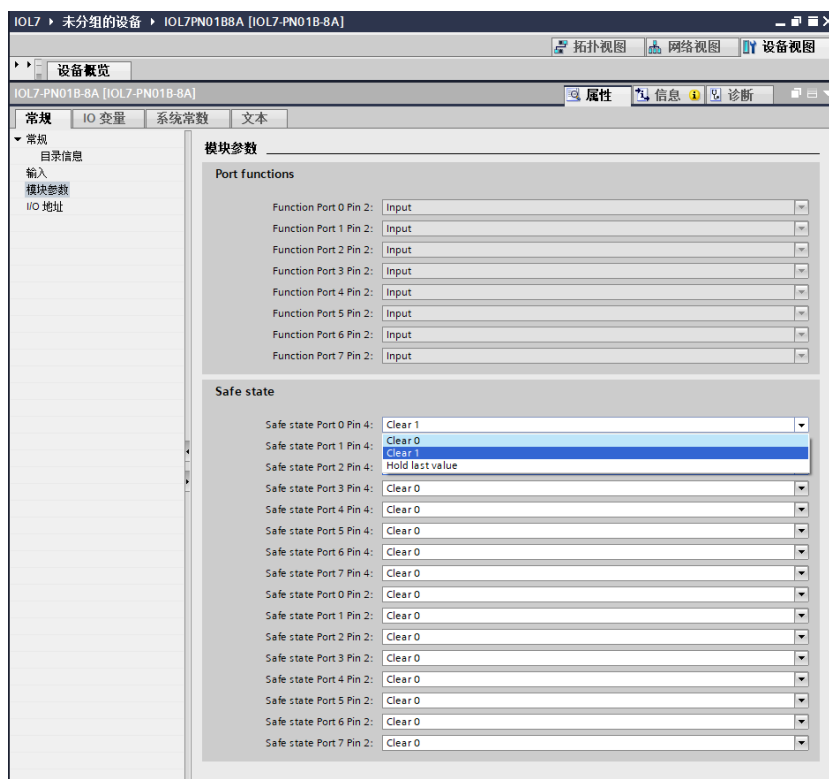 IOL7 ▸ 未分组的设备 ▸ IOL7PN01B8A [IOL7-PN01B-8A]
拓扑视图 网络视图 设备视图
设备概览
IOL7-PN01B-8A [IOL7-PN01B-8A] 属性 信息 诊断
常规 IO 变量 系统常数 文本
常规
目录信息
输入
模块参数
I/O 地址
模块参数
Port functions
Function Port 0 Pin 2: Input
Function Port 1 Pin 2: Input
Function Port 2 Pin 2: Input
Function Port 3 Pin 2: Input
Function Port 4 Pin 2: Input
Function Port 5 Pin 2: Input
Function Port 6 Pin 2: Input
Function Port 7 Pin 2: Input
Safe state
Safe state Port 0 Pin 4: Clear 1
Clear 0
Safe state Port 1 Pin 4:
Clear 1
Safe state Port 2 Pin 4: Hold last value
Safe state Port 3 Pin 4: Clear 0
Safe state Port 4 Pin 4: Clear 0
Safe state Port 5 Pin 4: Clear 0
Safe state Port 6 Pin 4: Clear 0
Safe state Port 7 Pin 4: Clear 0
Safe state Port 0 Pin 2: Clear 0
Safe state Port 1 Pin 2: Clear 0
Safe state Port 2 Pin 2: Clear 0
Safe state Port 3 Pin 2: Clear 0
Safe state Port 4 Pin 2: Clear 0
Safe state Port 5 Pin 2: Clear 0
Safe state Port 6 Pin 2: Clear 0
Safe state Port 7 Pin 2: Clear 0